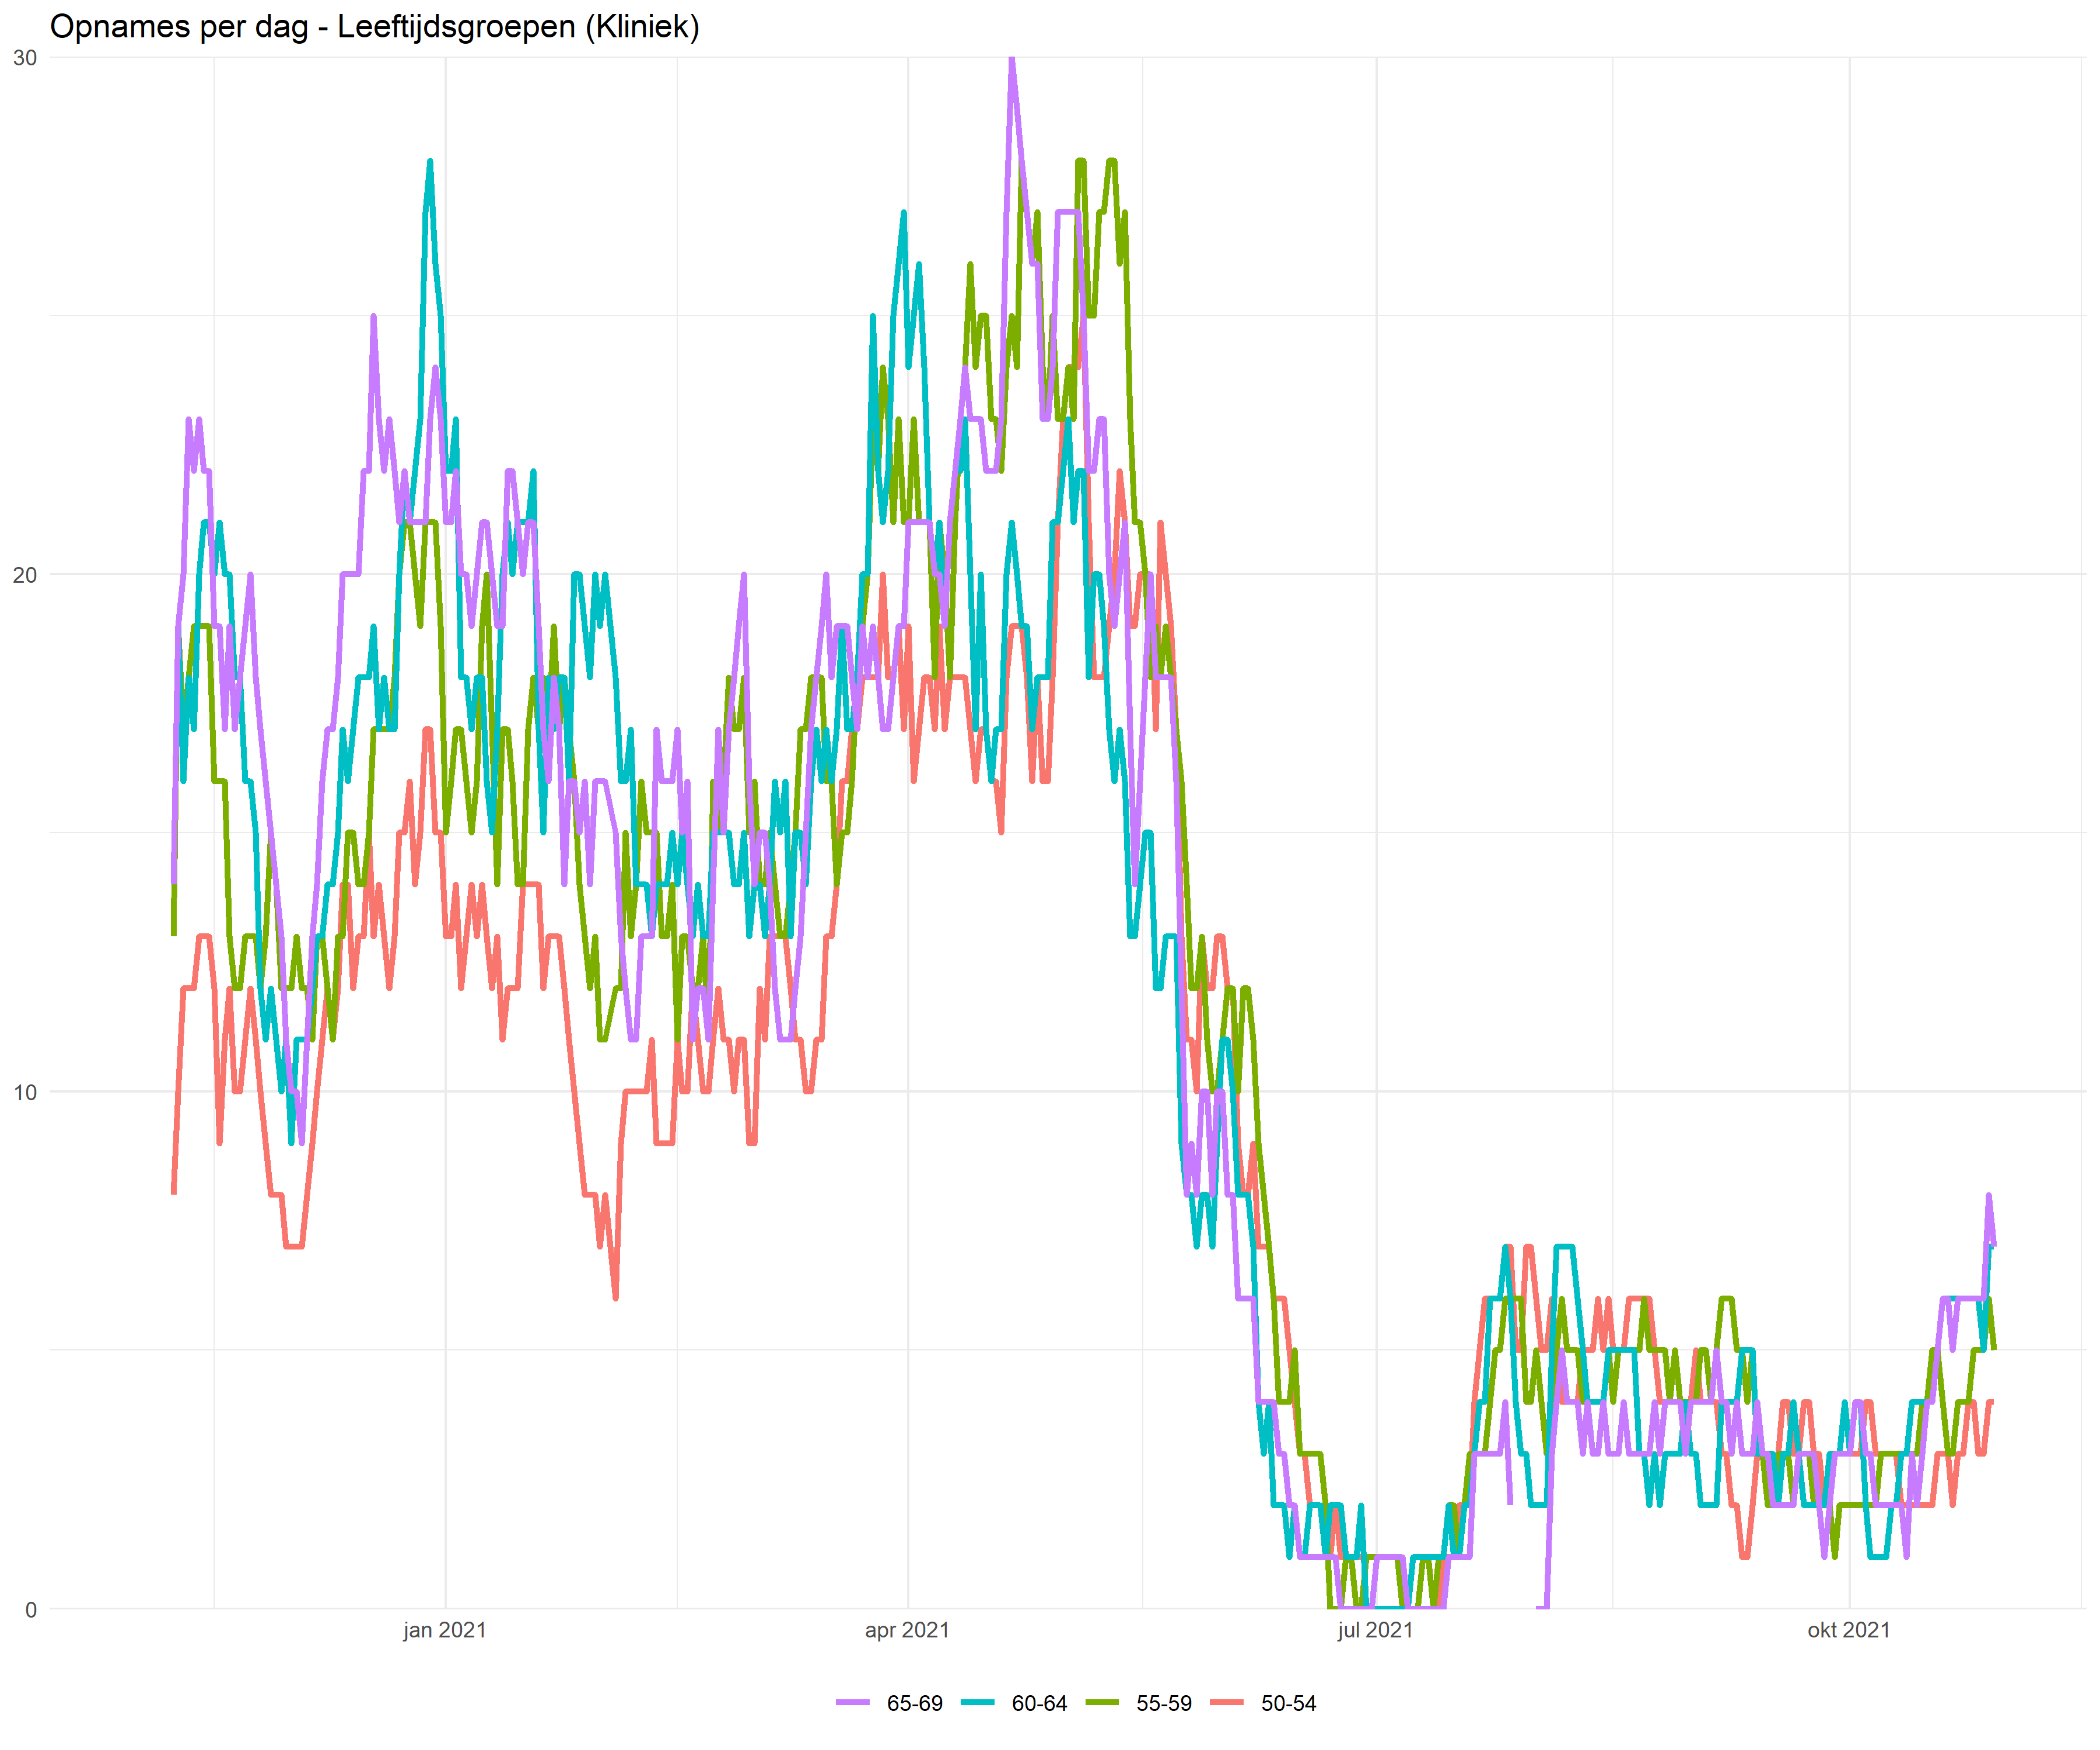 Opnames per dag - Leeftijdsgroepen (Kliniek)
30
20
10
0
jan 2021 apr 2021 jul 2021 okt 2021
65-69 60-64 55-59 50-54